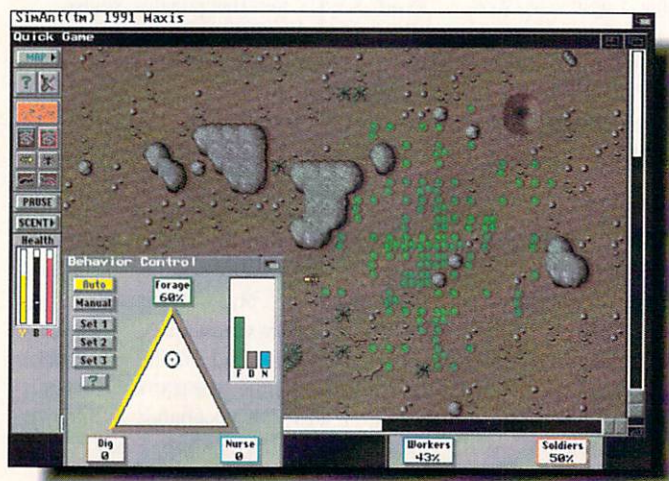 SimAnt(tm) 1991 Maxis
Quick Game
MAP
?
PAUSE
SCENT
Health
Y B R
Behavior Control
Auto
Manual
Set 1
Set 2
Set 3
?
Forage
60%
F D N
Dig
0
Nurse
0
Workers
43%
Soldiers
50%